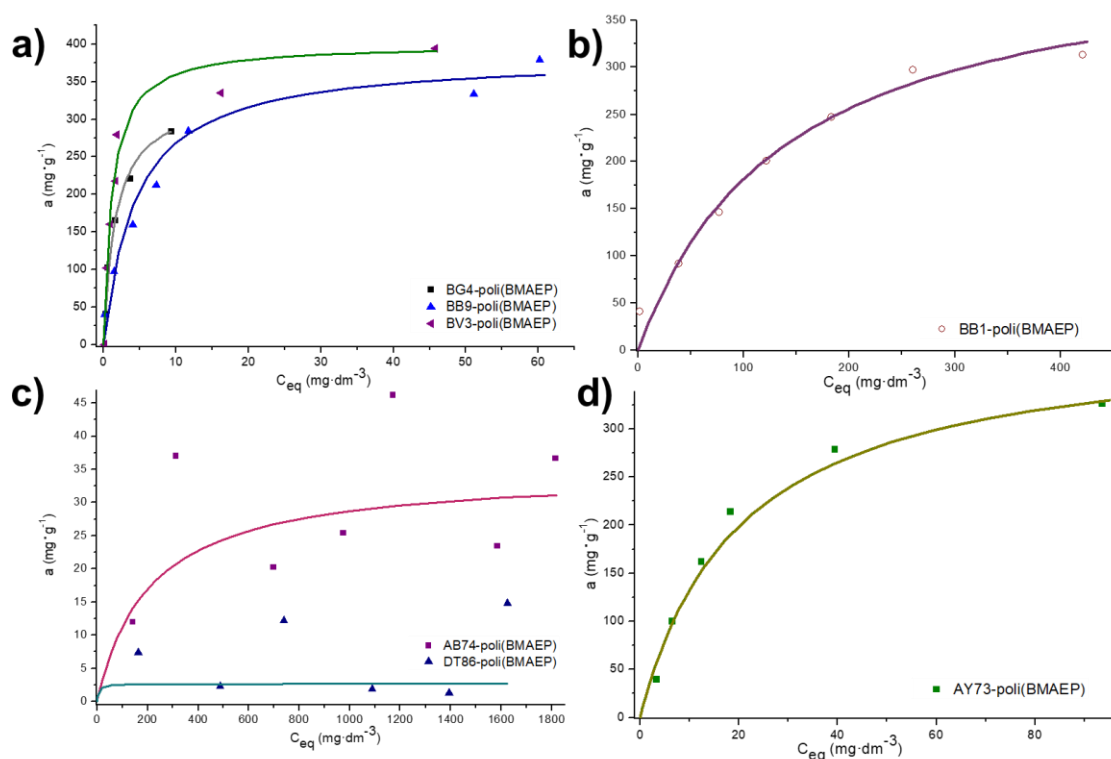 a)
400
350
300
250
200
150
100
50
0
a (mg·g⁻¹)
0 10 20 30 40 50 60
C_eq (mg·dm⁻³)
BG4-poli(BMAEP)
BB9-poli(BMAEP)
BV3-poli(BMAEP)
b)
350
300
250
200
150
100
50
0
a (mg·g⁻¹)
0 100 200 300 400
C_eq (mg·dm⁻³)
BB1-poli(BMAEP)
c)
45
40
35
30
25
20
15
10
5
0
a (mg·g⁻¹)
0 200 400 600 800 1000 1200 1400 1600 1800
C_eq (mg·dm⁻³)
AB74-poli(BMAEP)
DT86-poli(BMAEP)
d)
300
250
200
150
100
50
0
a (mg·g⁻¹)
0 20 40 60 80
C_eq (mg·dm⁻³)
AY73-poli(BMAEP)